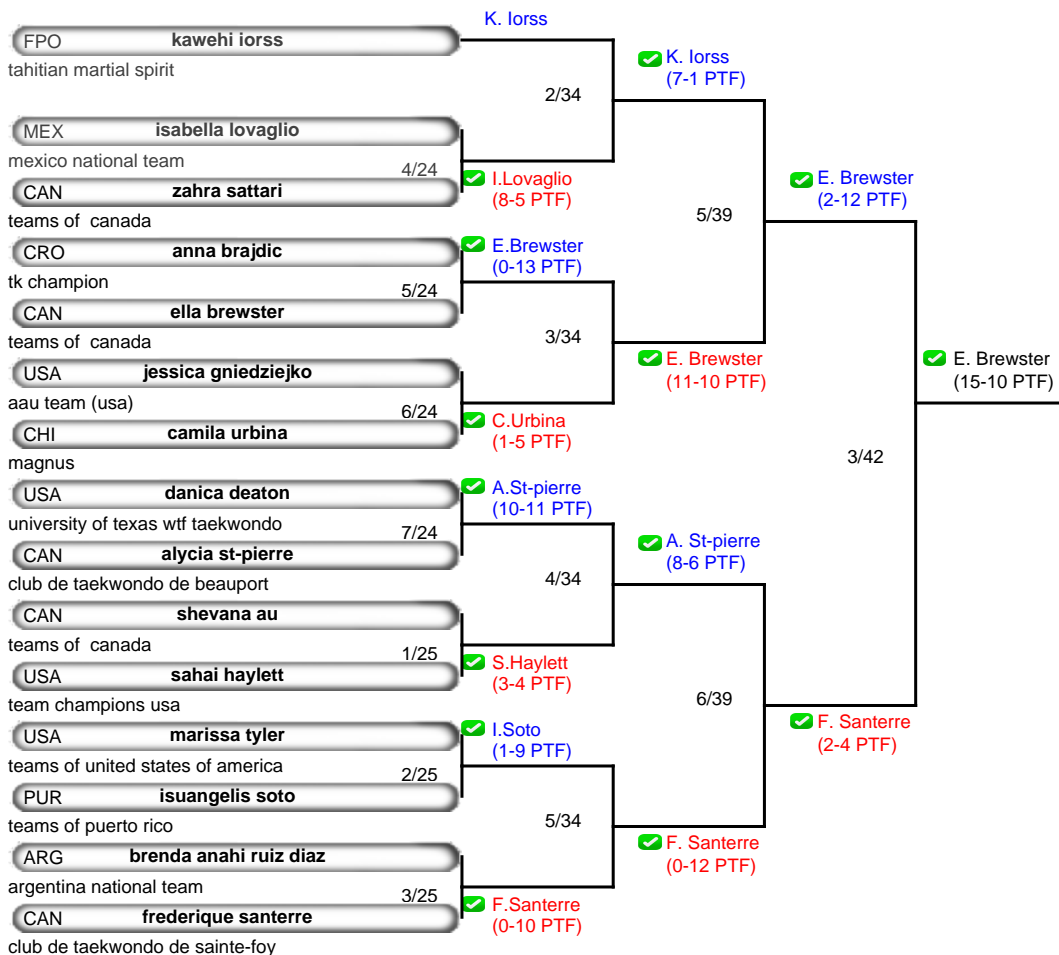 K. Iorss
FPO kawehi iorss
tahitian martial spirit
K. Iorss
(7-1 PTF)
2/34
MEX isabella lovaglio
mexico national team
4/24
I.Lovaglio
(8-5 PTF)
CAN zahra sattari
teams of  canada
E. Brewster
(2-12 PTF)
5/39
CRO anna brajdic
tk champion
E.Brewster
(0-13 PTF)
5/24
CAN ella brewster
teams of  canada
3/34
E. Brewster
(11-10 PTF)
E. Brewster
(15-10 PTF)
USA jessica gniedziejko
aau team (usa)
6/24
C.Urbina
(1-5 PTF)
CHI camila urbina
magnus
3/42
USA danica deaton
university of texas wtf taekwondo
A.St-pierre
(10-11 PTF)
7/24
CAN alycia st-pierre
club de taekwondo de beauport
A. St-pierre
(8-6 PTF)
4/34
CAN shevana au
teams of  canada
1/25
S.Haylett
(3-4 PTF)
USA sahai haylett
team champions usa
6/39
F. Santerre
(2-4 PTF)
USA marissa tyler
teams of united states of america
I.Soto
(1-9 PTF)
2/25
PUR isuangelis soto
teams of puerto rico
5/34
F. Santerre
(0-12 PTF)
ARG brenda anahi ruiz diaz
argentina national team
3/25
F.Santerre
(0-10 PTF)
CAN frederique santerre
club de taekwondo de sainte-foy